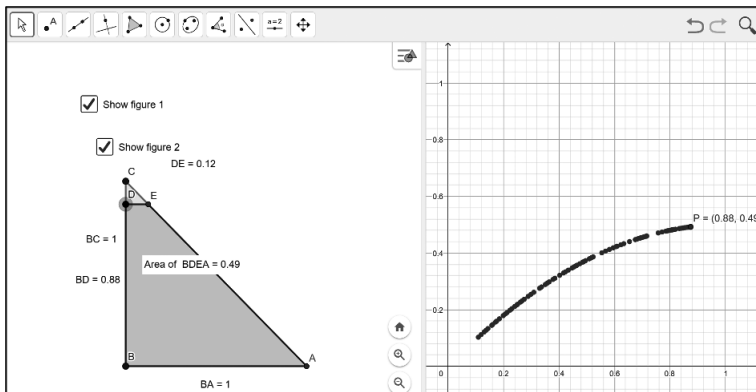 A
a=2
Show figure 1
Show figure 2
DE = 0.12
C
D
E
BC = 1
Area of BDEA = 0.49
BD = 0.88
B
A
BA = 1
1
0.8
0.6
P = (0.88, 0.49
0.4
0.2
0
0.2
0.4
0.6
0.8
1